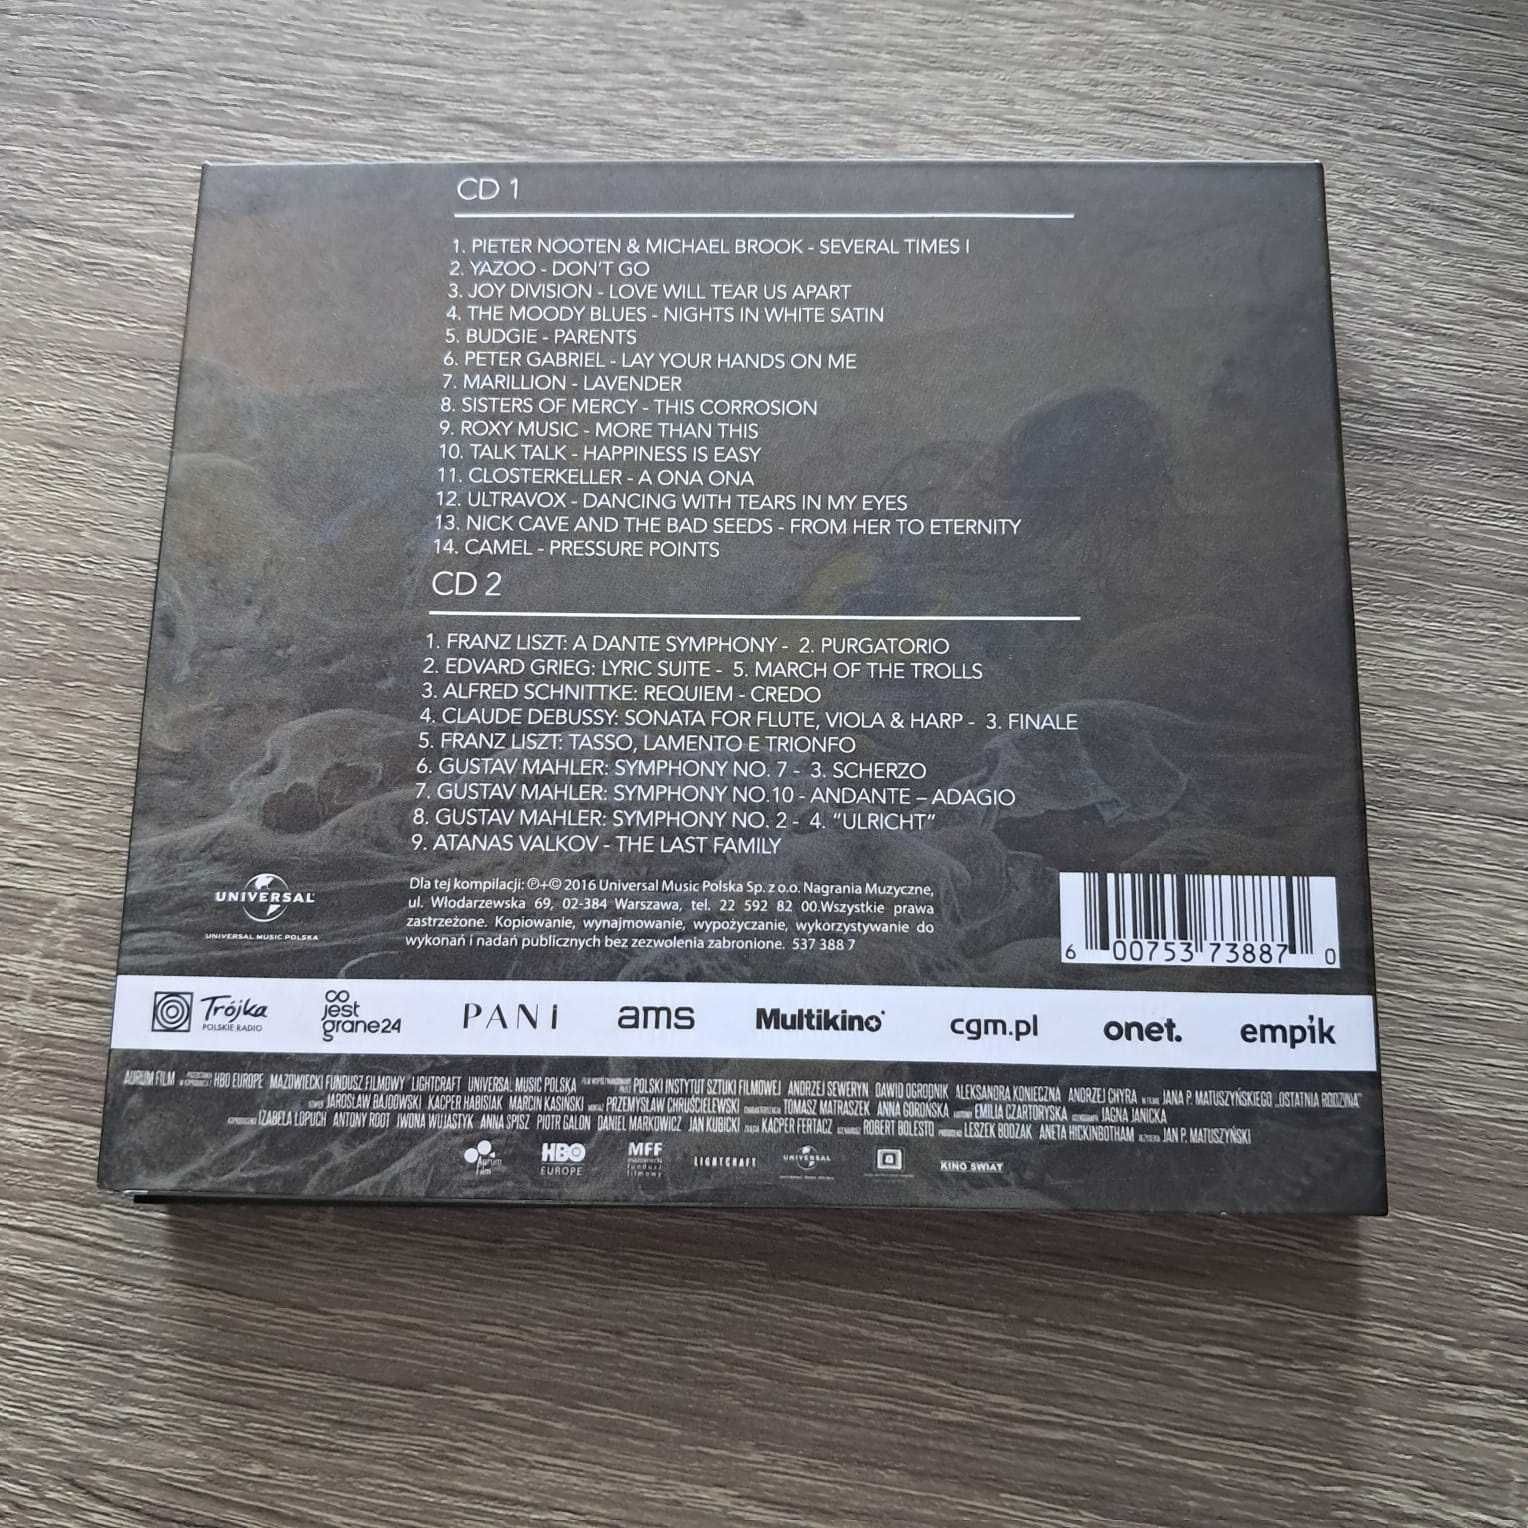 CD 1
1. PIETER NOOTEN & MICHAEL BROOK - SEVERAL TIMES I
2. YAZOO - DON'T GO
3. JOY DIVISION - LOVE WILL TEAR US APART
4. THE MOODY BLUES - NIGHTS IN WHITE SATIN
5. BUDGIE - PARENTS
6. PETER GABRIEL - LAY YOUR HANDS ON ME
7. MARILLION - LAVENDER
8. SISTERS OF MERCY - THIS CORROSION
9. ROXY MUSIC - MORE THAN THIS
10. TALK TALK - HAPPINESS IS EASY
11. CLOSTERKELLER - A ONA ONA
12. ULTRAVOX - DANCING WITH TEARS IN MY EYES
13. NICK CAVE AND THE BAD SEEDS - FROM HER TO ETERNITY
14. CAMEL - PRESSURE POINTS
CD 2
1. FRANZ LISZT: A DANTE SYMPHONY - 2. PURGATORIO
2. EDVARD GRIEG: LYRIC SUITE - 5. MARCH OF THE TROLLS
3. ALFRED SCHNITTKE: REQUIEM - CREDO
4. CLAUDE DEBUSSY: SONATA FOR FLUTE, VIOLA & HARP - 3. FINALE
5. FRANZ LISZT: TASSO, LAMENTO E TRIONFO
6. GUSTAV MAHLER: SYMPHONY NO. 7 - 3. SCHERZO
7. GUSTAV MAHLER: SYMPHONY NO.10 - ANDANTE – ADAGIO
8. GUSTAV MAHLER: SYMPHONY NO. 2 - 4. "ULRICHT"
9. ATANAS VALKOV - THE LAST FAMILY
UNIVERSAL
UNIVERSAL MUSIC POLSKA
Dla tej kompilacji: ℗+© 2016 Universal Music Polska Sp. z o.o. Nagrania Muzyczne,
ul. Włodarzewska 69, 02-384 Warszawa, tel. 22 592 82 00.Wszystkie prawa
zastrzeżone. Kopiowanie, wynajmowanie, wypożyczanie, wykorzystywanie do
wykonań i nadań publicznych bez zezwolenia zabronione. 537 388 7
6 00753 73887 0
Trójka
POLSKIE RADIO
co
jest
grane24
PANI
ams
Multikino
cgm.pl
onet.
empik
AURUM FILM HBO EUROPE MAZOWIECKI FUNDUSZ FILMOWY LIGHTCRAFT UNIVERSAL MUSIC POLSKA POLSKI INSTYTUT SZTUKI FILMOWEJ ANDRZEJ SEWERYN DAWID OGRODNIK ALEKSANDRA KONIECZNA ANDRZEJ CHYRA W FILMIE JANA P. MATUSZYŃSKIEGO „OSTATNIA RODZINA"
JAROSŁAW BAJDOWSKI KACPER HABISIAK MARCIN KASIŃSKI MONTAŻ PRZEMYSŁAW CHRUŚCIELEWSKI CHARAKTERYZACJA TOMASZ MATRASZEK ANNA GOROŃSKA EMILIA CZARTORYSKA JAGNA JANICKA
IZABELA ŁOPUCH ANTONY ROOT IWONA WUJASTYK ANNA SPISZ PIOTR GALON DANIEL MARKOWICZ JAN KUBICKI ZDJĘCIA KACPER FERTACZ SCENARIUSZ ROBERT BOLESTO PRODUCENCI LESZEK BODZAK ANETA HICKINBOTHAM REŻYSERIA JAN P. MATUSZYŃSKI
Aurum
Film
HBO
EUROPE
MFF
mazowiecki
fundusz
filmowy
LIGHTCRAFT
UNIVERSAL
KINO ŚWIAT